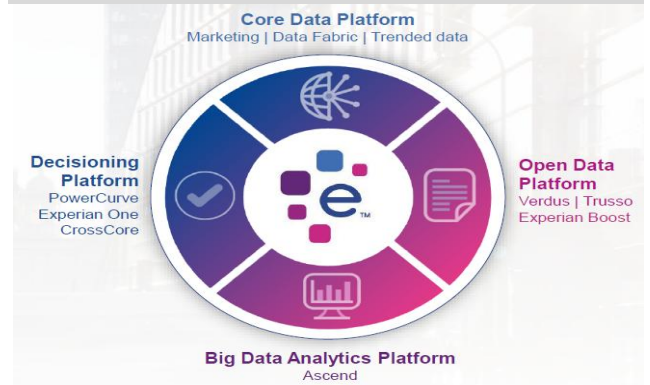 Core Data Platform
Marketing | Data Fabric | Trended data
Decisioning
Platform
PowerCurve
Experian One
CrossCore
e™
Open Data
Platform
Verdus | Trusso
Experian Boost
Big Data Analytics Platform
Ascend